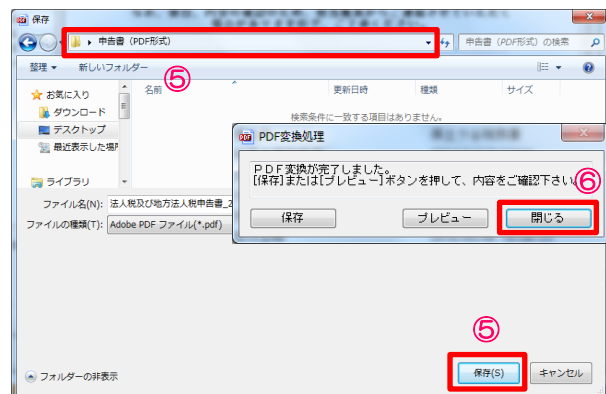 保存
申告書（PDF形式）
申告書（PDF形式）の検索
整理 新しいフォルダー
⑤
お気に入り
ダウンロード
デスクトップ
最近表示した場所
ライブラリ
名前 更新日時 種類 サイズ
検索条件に一致する項目はありません。
ファイル名(N): 法人税及び地方法人税申告書_2
ファイルの種類(T): Adobe PDF ファイル(*.pdf)
PDF変換処理
ＰＤＦ変換が完了しました。
[保存]または[プレビュー]ボタンを押して、内容をご確認下さい
⑥
保存 プレビュー 閉じる
⑤
フォルダーの非表示
保存(S) キャンセル